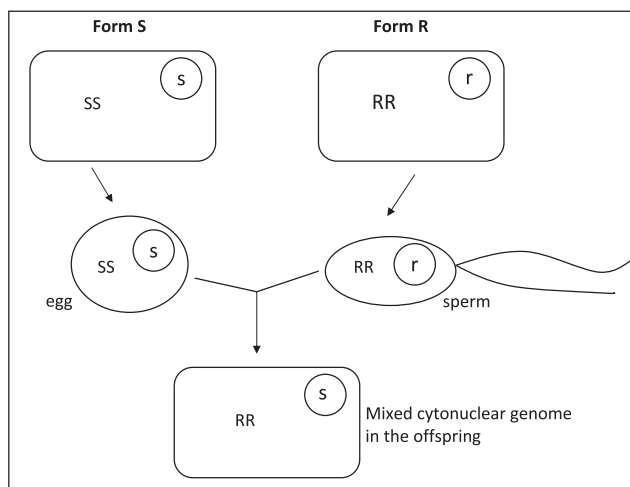 Form S
Form R
s
SS
r
RR
s
SS
egg
RR
r
sperm
s
RR
Mixed cytonuclear genome
in the offspring